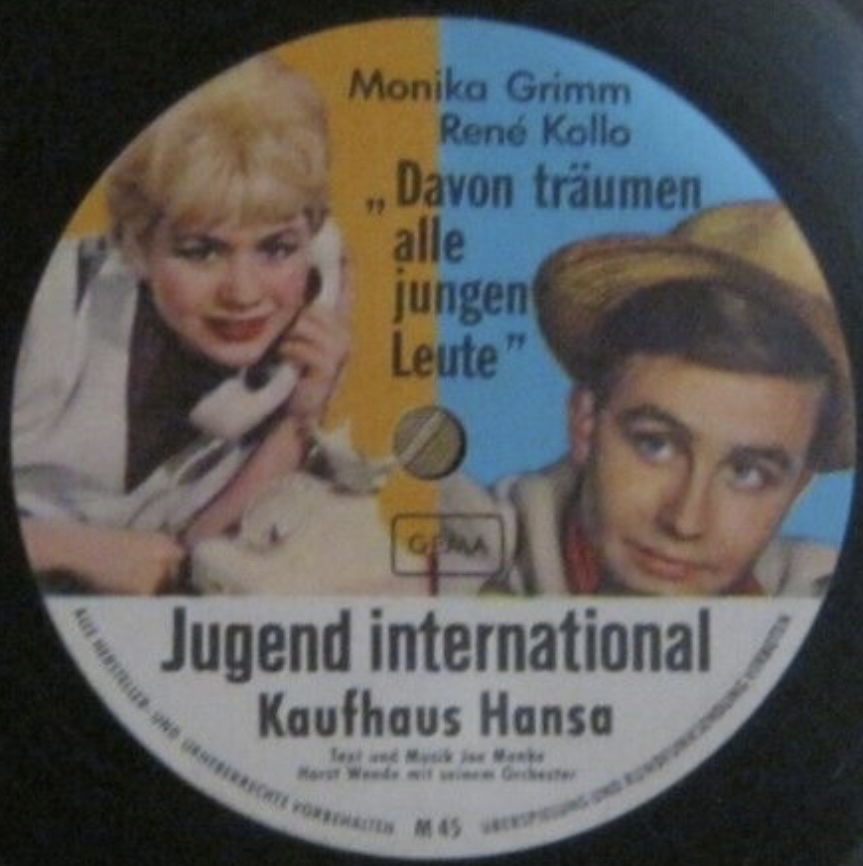 Monika Grimm
René Kollo
„Davon träumen
alle
jungen
Leute”
GEMA
Jugend international
Kaufhaus Hansa
Text und Musik Joe Menke
Horst Wende mit seinem Orchester
ALLE HERSTELLER- UND URHEBERRECHTE VORBEHALTEN
M 45
ÜBERSPIELUNG UND RUNDFUNKSENDUNG VERBOTEN